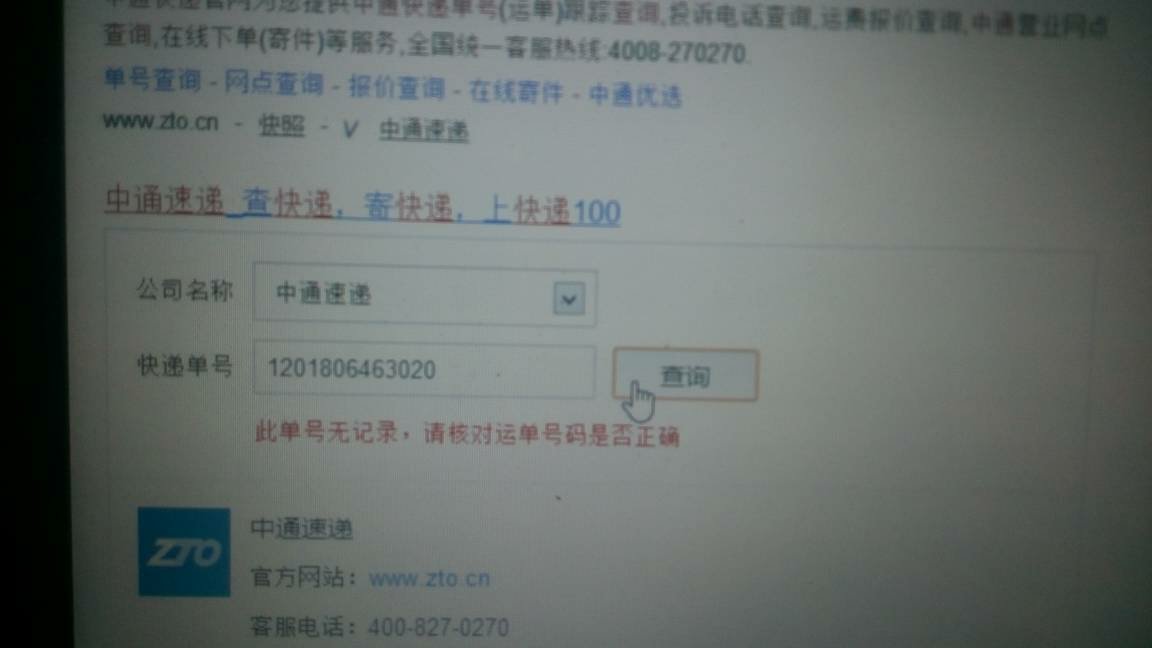 中通快递官网为您提供中通快递单号(运单)跟踪查询,投诉电话查询,运费报价查询,中通营业网点
查询,在线下单(寄件)等服务,全国统一客服热线:4008-270270.
单号查询 - 网点查询 - 报价查询 - 在线寄件 - 中通优选
www.zto.cn - 快照 - V 中通速递
中通速递_查快递，寄快递，上快递100
公司名称 中通速递
快递单号 1201806463020 查询
此单号无记录，请核对运单号码是否正确
ZTO 中通速递
官方网站：www.zto.cn
客服电话：400-827-0270